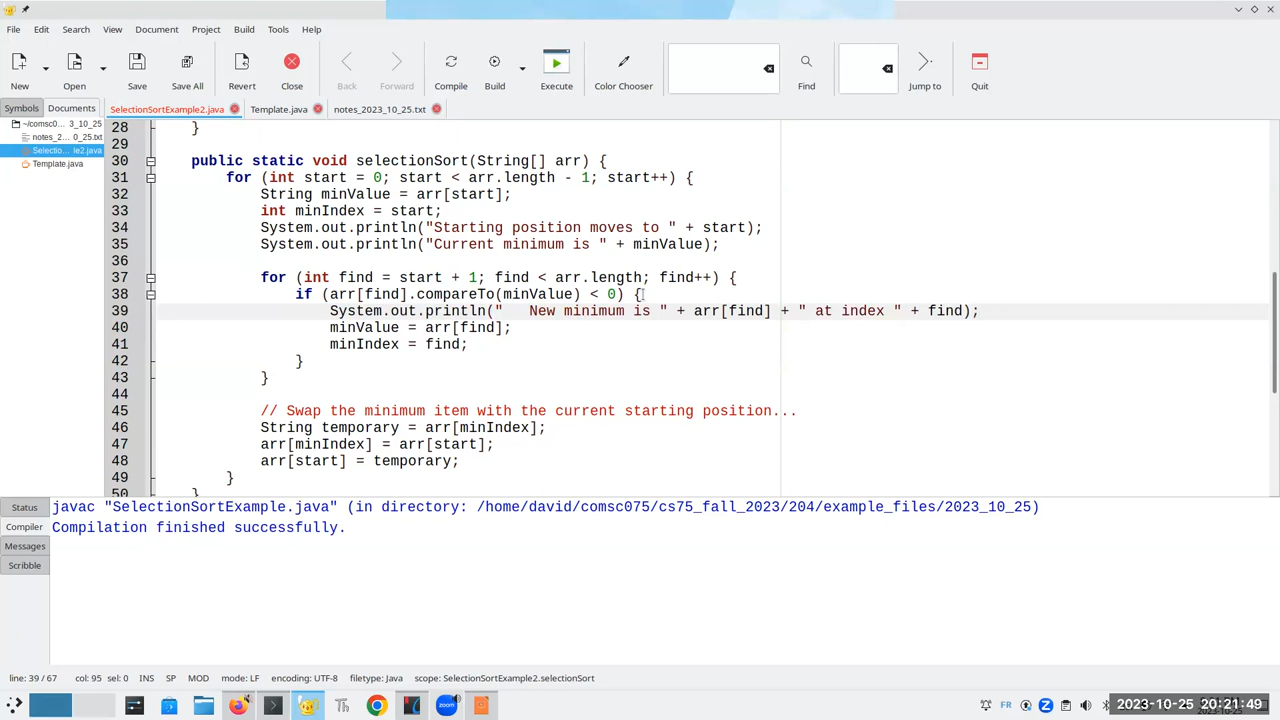 File Edit Search View Document Project Build Tools Help
New Open Save Save All Revert Close Back Forward Compile Build Execute Color Chooser Find Jump to Quit
Symbols Documents SelectionSortExample2.java Template.java notes_2023_10_25.txt
~/comsc0... 3_10_25
notes_2... 0_25.txt
Selectio... le2.java
Template.java
28 }
29
30 public static void selectionSort(String[] arr) {
31 for (int start = 0; start < arr.length - 1; start++) {
32 String minValue = arr[start];
33 int minIndex = start;
34 System.out.println("Starting position moves to " + start);
35 System.out.println("Current minimum is " + minValue);
36
37 for (int find = start + 1; find < arr.length; find++) {
38 if (arr[find].compareTo(minValue) < 0) {
39 System.out.println("   New minimum is " + arr[find] + " at index " + find);
40 minValue = arr[find];
41 minIndex = find;
42 }
43 }
44
45 // Swap the minimum item with the current starting position...
46 String temporary = arr[minIndex];
47 arr[minIndex] = arr[start];
48 arr[start] = temporary;
49 }
50 }
Status
Compiler
Messages
Scribble
javac "SelectionSortExample.java" (in directory: /home/david/comsc075/cs75_fall_2023/204/example_files/2023_10_25)
Compilation finished successfully.
line: 39 / 67 col: 95 sel: 0 INS SP MOD mode: LF encoding: UTF-8 filetype: Java scope: SelectionSortExample2.selectionSort
Th zoom FR 2023-10-25 20:21:49